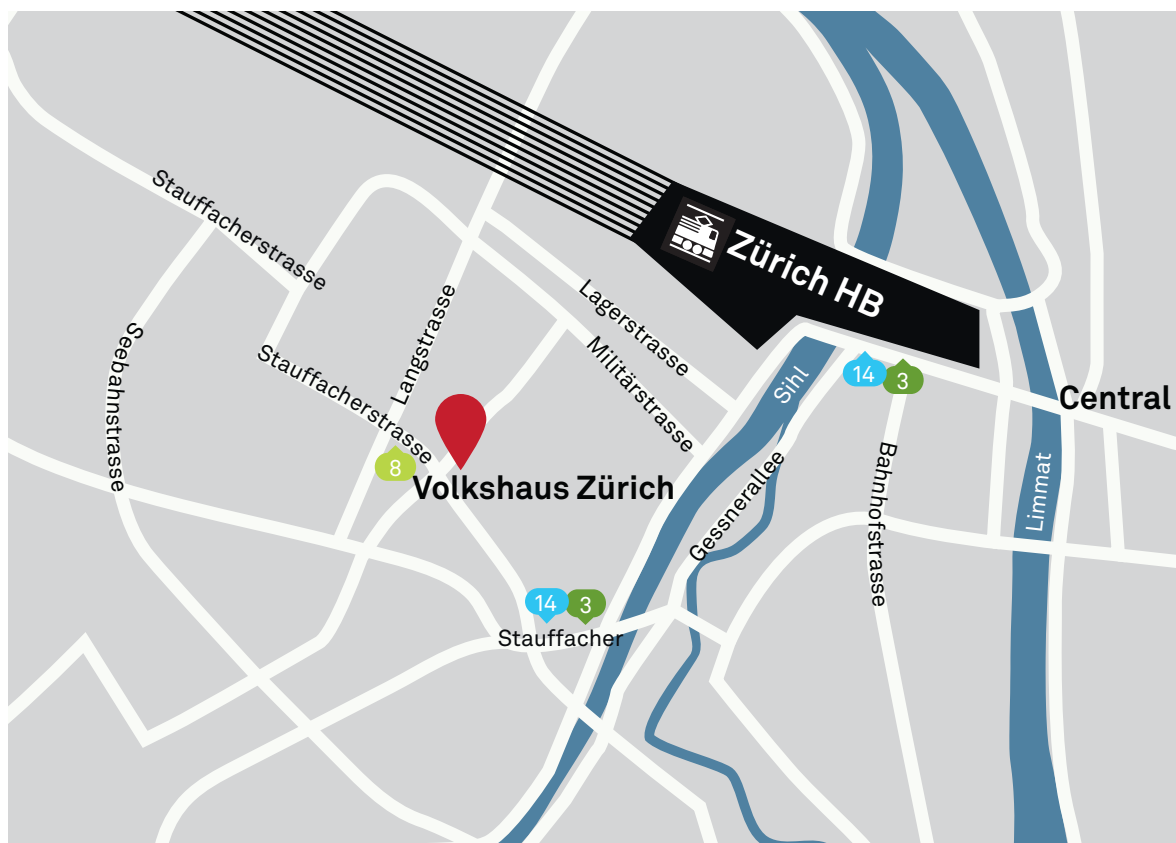 Stauffacherstrasse
Zürich HB
Lagerstrasse
Langstrasse
Militärstrasse
Seebahnstrasse
Stauffacherstrasse
14
3
Sihl
Central
8
Volkshaus Zürich
Gessnerallee
Bahnhofstrasse
Limmat
14
3
Stauffacher